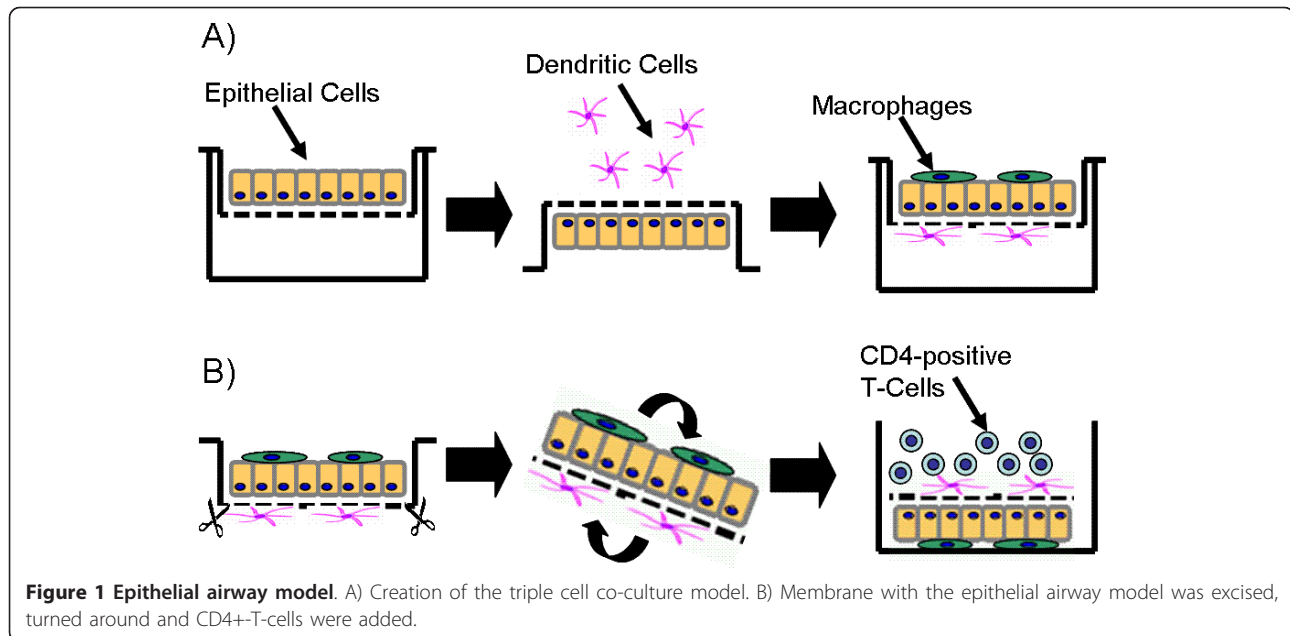 A)
Epithelial Cells
Dendritic Cells
Macrophages
B)
CD4-positive
T-Cells
Figure 1 Epithelial airway model. A) Creation of the triple cell co-culture model. B) Membrane with the epithelial airway model was excised,
turned around and CD4+-T-cells were added.